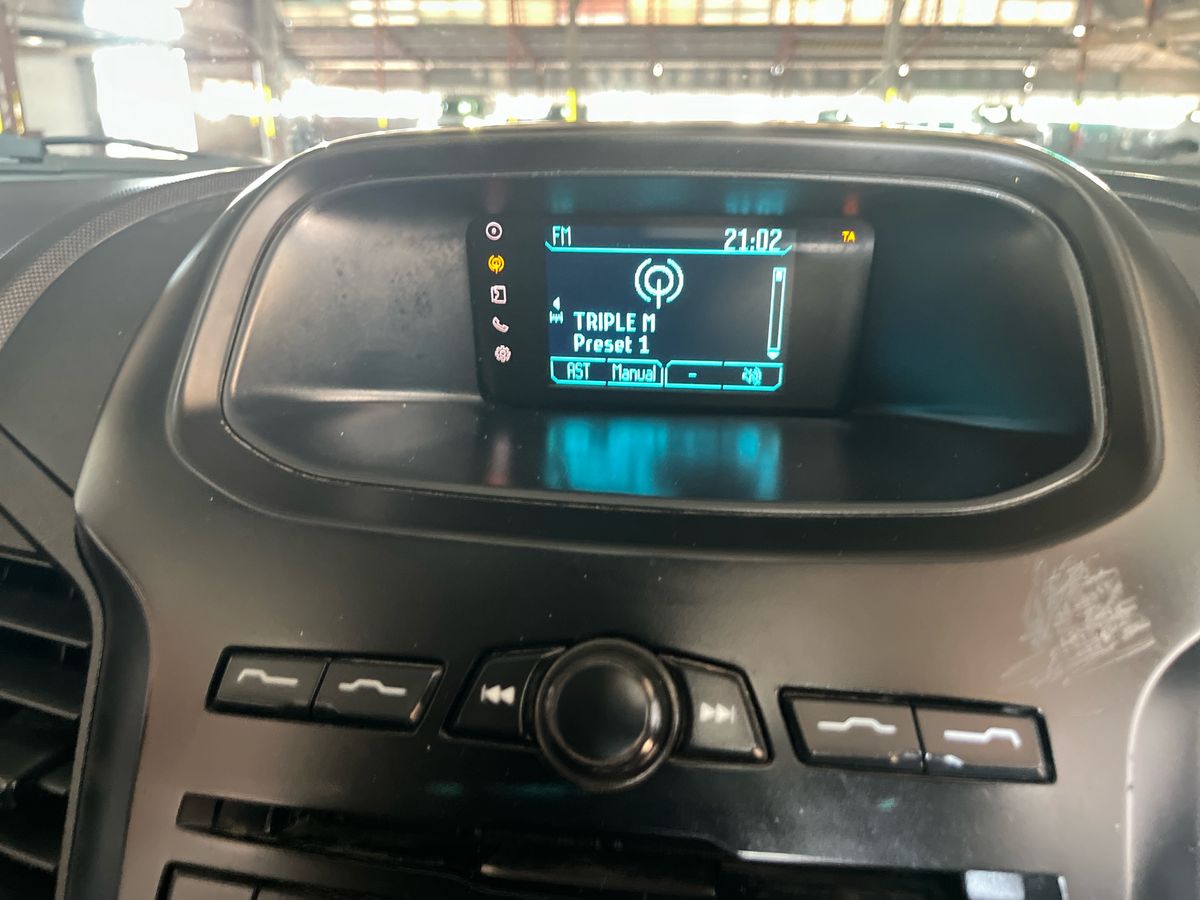 FM 21:02 TA
TRIPLE M
Preset 1
AST Manual -